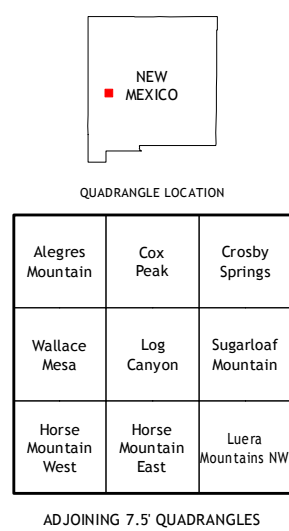 NEW
MEXICO
QUADRANGLE LOCATION
Alegres
Mountain
Cox
Peak
Crosby
Springs
Wallace
Mesa
Log
Canyon
Sugarloaf
Mountain
Horse
Mountain
West
Horse
Mountain
East
Luera
Mountains NW
ADJOINING 7.5' QUADRANGLES